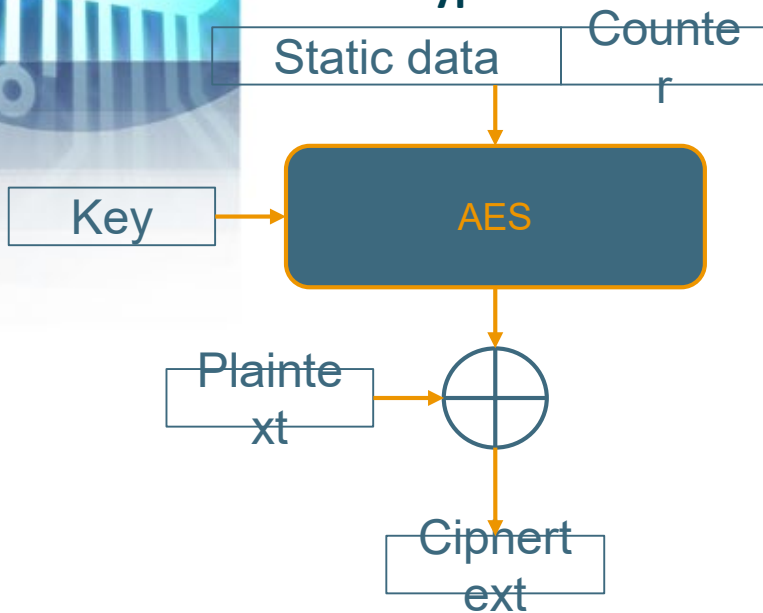 Static data
Counte
r
Key
AES
Plainte
xt
Ciphert
ext